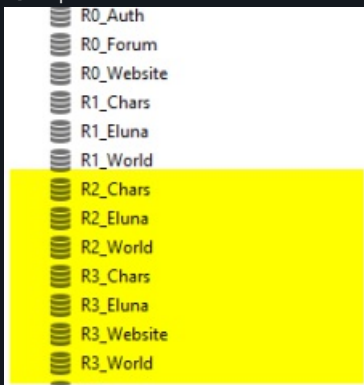 R0_Auth
R0_Forum
R0_Website
R1_Chars
R1_Eluna
R1_World
R2_Chars
R2_Eluna
R2_World
R3_Chars
R3_Eluna
R3_Website
R3_World